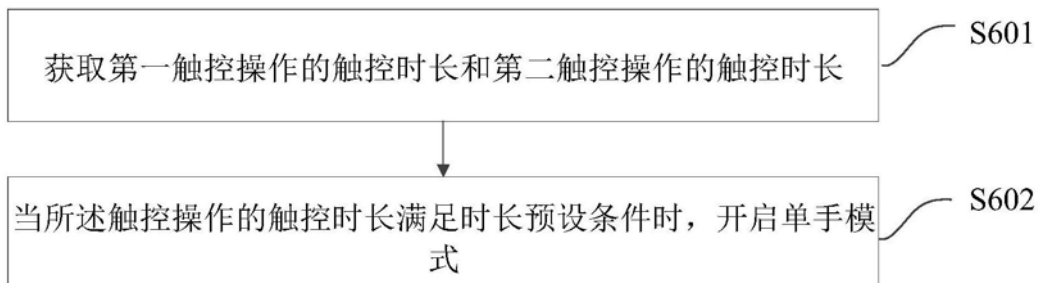 S601
获取第一触控操作的触控时长和第二触控操作的触控时长
S602
当所述触控操作的触控时长满足时长预设条件时，开启单手模
式